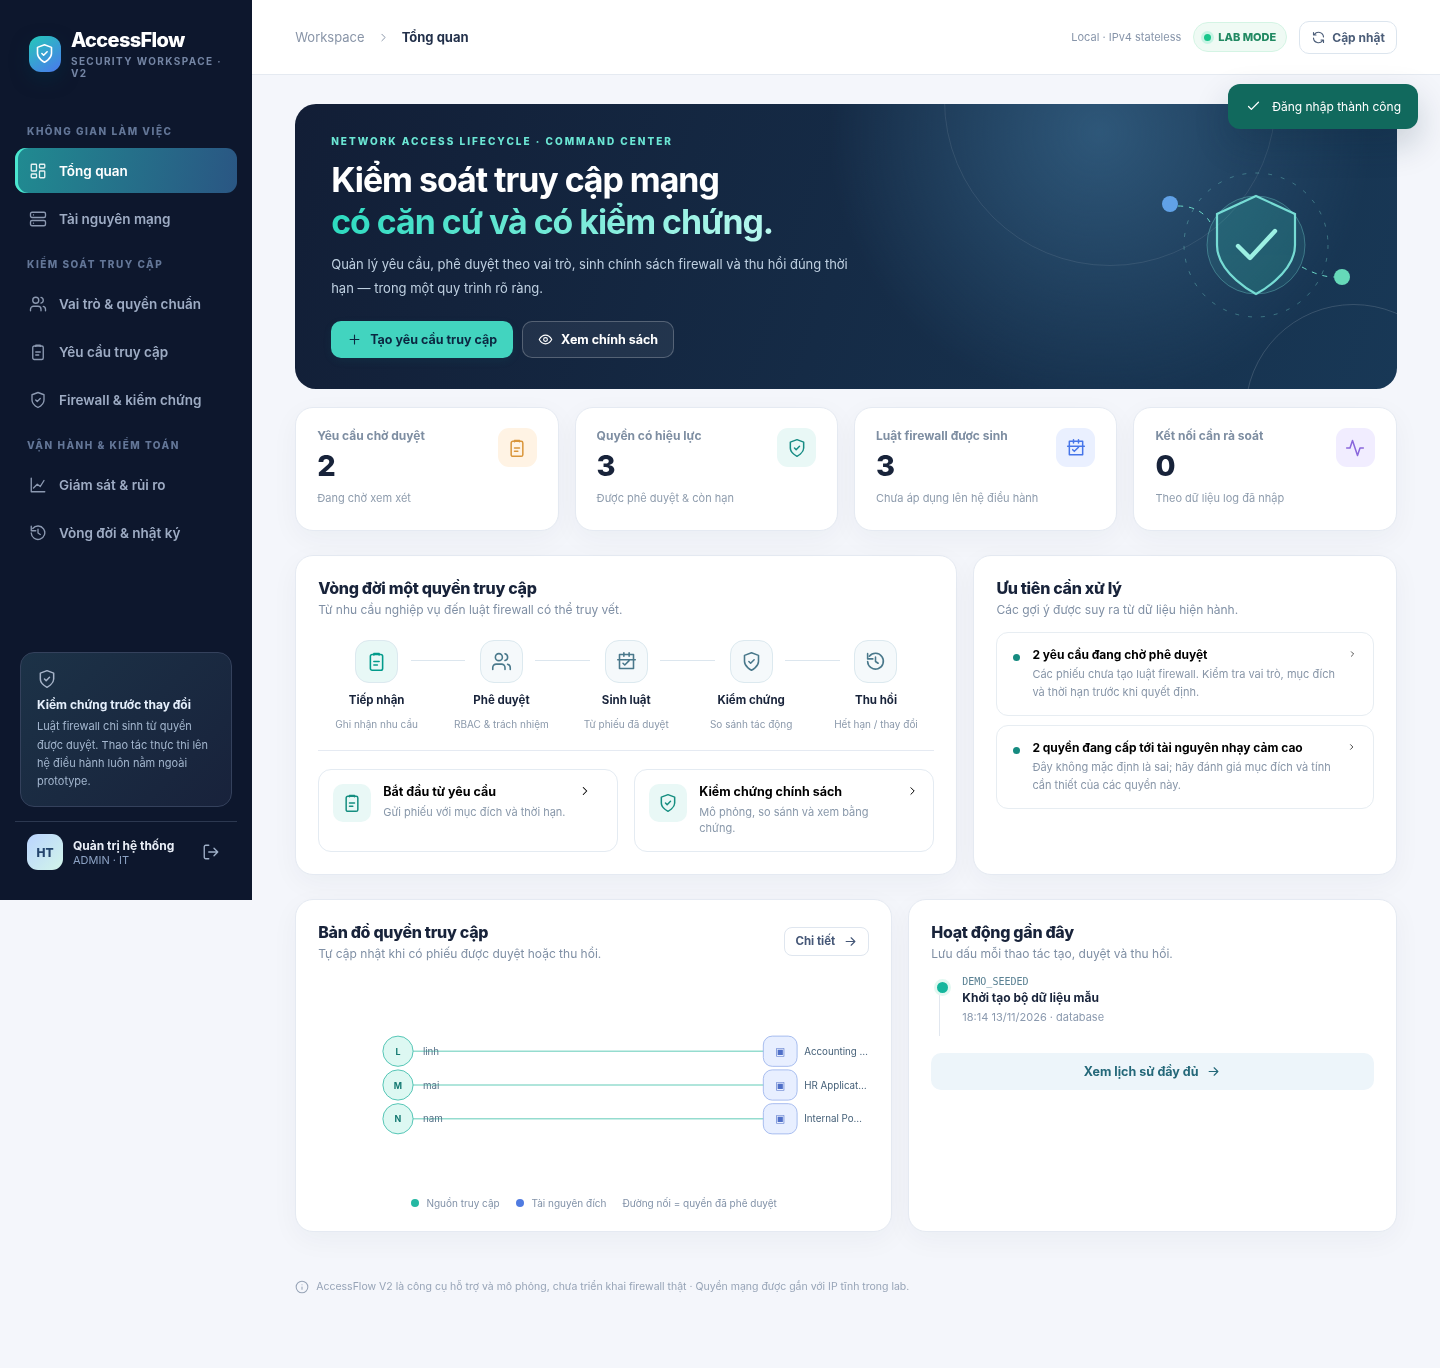 AccessFlow
SECURITY WORKSPACE ·
V2
KHÔNG GIAN LÀM VIỆC
Tổng quan
Tài nguyên mạng
KIỂM SOÁT TRUY CẬP
Vai trò & quyền chuẩn
Yêu cầu truy cập
Firewall & kiểm chứng
VẬN HÀNH & KIỂM TOÁN
Giám sát & rủi ro
Vòng đời & nhật ký
Kiểm chứng trước thay đổi
Luật firewall chỉ sinh từ quyền
được duyệt. Thao tác thực thi lên
hệ điều hành luôn nằm ngoài
prototype.
HT
Quản trị hệ thống
ADMIN · IT
Workspace
Tổng quan
Local · IPv4 stateless
LAB MODE
Cập nhật
Đăng nhập thành công
NETWORK ACCESS LIFECYCLE · COMMAND CENTER
Kiểm soát truy cập mạng
có căn cứ và có kiểm chứng.
Quản lý yêu cầu, phê duyệt theo vai trò, sinh chính sách firewall và thu hồi đúng thời
hạn — trong một quy trình rõ ràng.
Tạo yêu cầu truy cập
Xem chính sách
Yêu cầu chờ duyệt
2
Đang chờ xem xét
Quyền có hiệu lực
3
Được phê duyệt & còn hạn
Luật firewall được sinh
3
Chưa áp dụng lên hệ điều hành
Kết nối cần rà soát
0
Theo dữ liệu log đã nhập
Vòng đời một quyền truy cập
Từ nhu cầu nghiệp vụ đến luật firewall có thể truy vết.
Tiếp nhận
Ghi nhận nhu cầu
Phê duyệt
RBAC & trách nhiệm
Sinh luật
Từ phiếu đã duyệt
Kiểm chứng
So sánh tác động
Thu hồi
Hết hạn / thay đổi
Bắt đầu từ yêu cầu
Gửi phiếu với mục đích và thời hạn.
Kiểm chứng chính sách
Mô phỏng, so sánh và xem bằng
chứng.
Ưu tiên cần xử lý
Các gợi ý được suy ra từ dữ liệu hiện hành.
2 yêu cầu đang chờ phê duyệt
Các phiếu chưa tạo luật firewall. Kiểm tra vai trò, mục đích
và thời hạn trước khi quyết định.
2 quyền đang cấp tới tài nguyên nhạy cảm cao
Đây không mặc định là sai; hãy đánh giá mục đích và tính
cần thiết của các quyền này.
Bản đồ quyền truy cập
Tự cập nhật khi có phiếu được duyệt hoặc thu hồi.
Chi tiết
L
linh
Accounting ...
M
mai
HR Applicat...
N
nam
Internal Po...
Nguồn truy cập
Tài nguyên đích
Đường nối = quyền đã phê duyệt
Hoạt động gần đây
Lưu dấu mỗi thao tác tạo, duyệt và thu hồi.
DEMO_SEEDED
Khởi tạo bộ dữ liệu mẫu
18:14 13/11/2026 · database
Xem lịch sử đầy đủ
AccessFlow V2 là công cụ hỗ trợ và mô phỏng, chưa triển khai firewall thật · Quyền mạng được gắn với IP tĩnh trong lab.